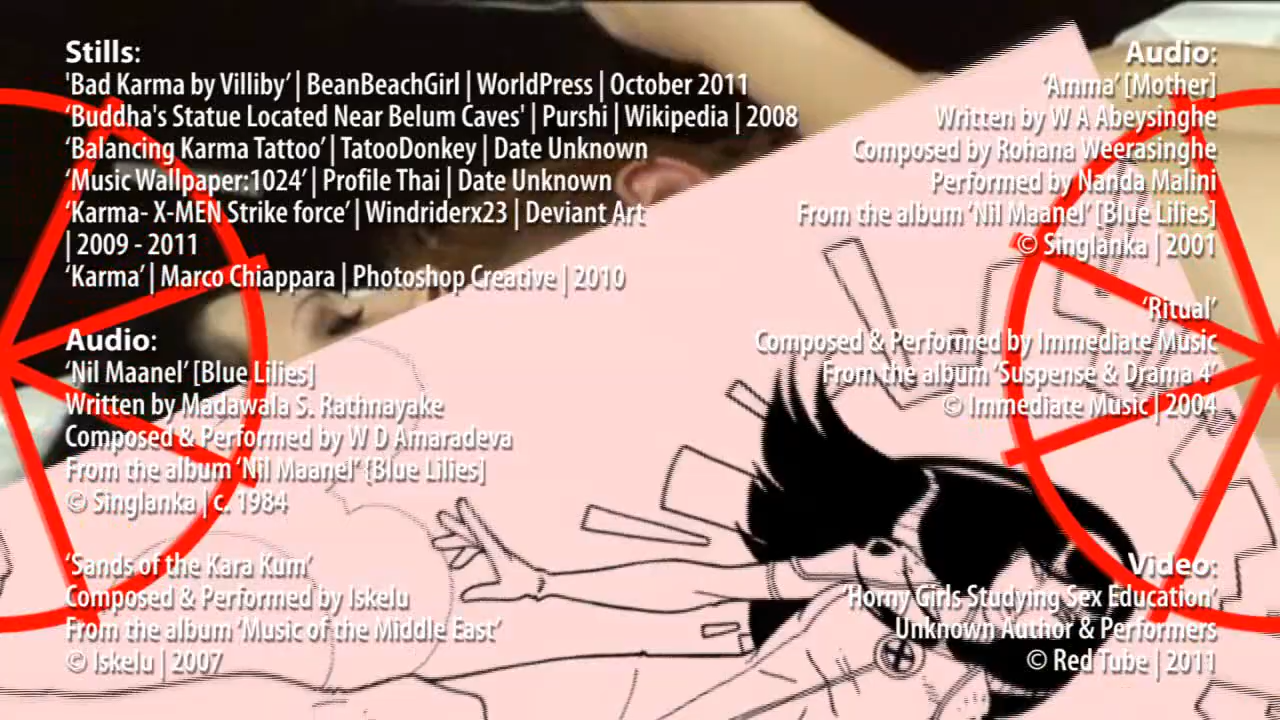 Stills:
'Bad Karma by Villiby’ | BeanBeachGirl | WorldPress | October 2011
‘Buddha's Statue Located Near Belum Caves' | Purshi | Wikipedia | 2008
‘Balancing Karma Tattoo’ | TatooDonkey | Date Unknown
‘Music Wallpaper:1024’ | Profile Thai | Date Unknown
‘Karma- X-MEN Strike force’ | Windriderx23 | Deviant Art
| 2009 - 2011
‘Karma’ | Marco Chiappara | Photoshop Creative | 2010
Audio:
‘Nil Maanel’ [Blue Lilies]
Written by Madawala S. Rathnayake
Composed & Performed by W D Amaradeva
From the album ‘Nil Maanel’ [Blue Lilies]
© Singlanka | c. 1984
‘Sands of the Kara Kum’
Composed & Performed by Iskelu
From the album ‘Music of the Middle East’
© Iskelu | 2007
Audio:
‘Amma’ [Mother]
Written by W A Abeysinghe
Composed by Rohana Weerasinghe
Performed by Nanda Malini
From the album ‘Nil Maanel’ [Blue Lilies]
© Singlanka | 2001
‘Ritual’
Composed & Performed by Immediate Music
From the album ‘Suspense & Drama 4’
© Immediate Music | 2004
Video:
‘Horny Girls Studying Sex Education’
Unknown Author & Performers
© Red Tube | 2011